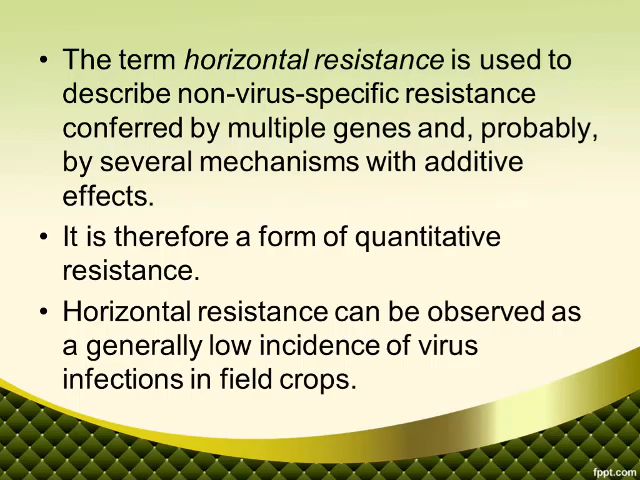 • The term horizontal resistance is used to
describe non-virus-specific resistance
conferred by multiple genes and, probably,
by several mechanisms with additive
effects.
• It is therefore a form of quantitative
resistance.
• Horizontal resistance can be observed as
a generally low incidence of virus
infections in field crops.
fppt.com